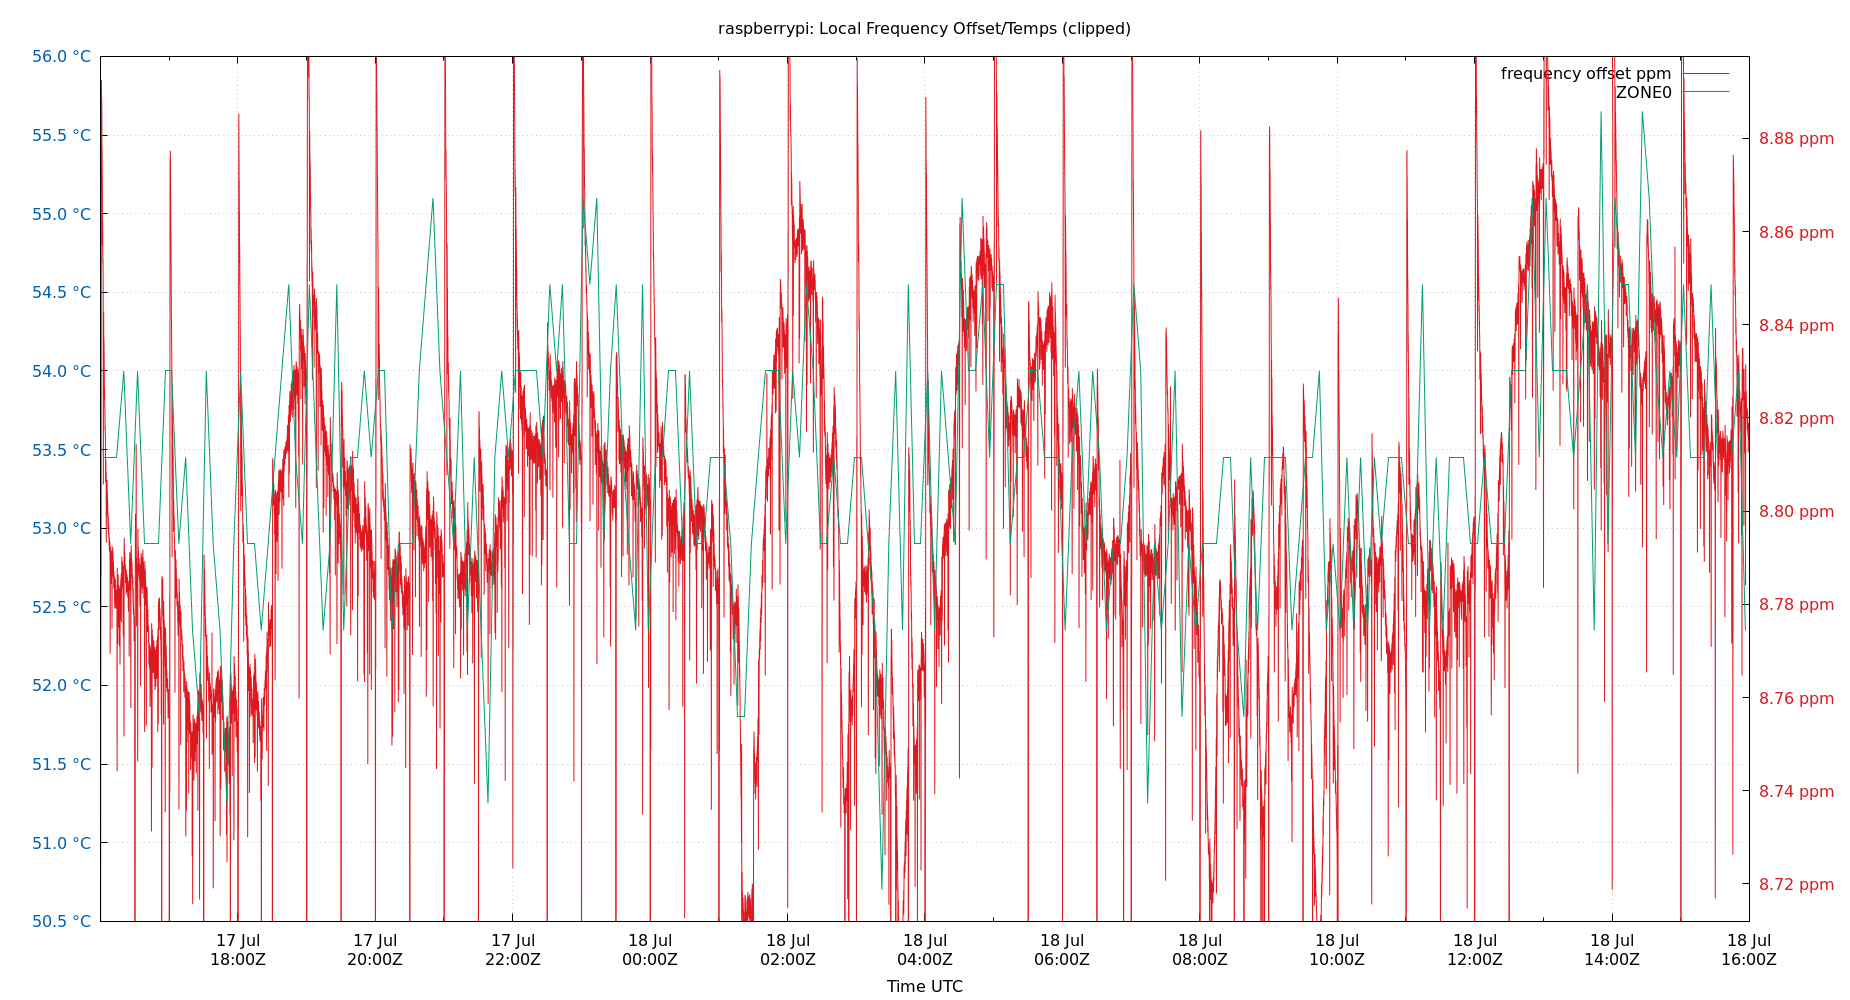 raspberrypi: Local Frequency Offset/Temps (clipped)
frequency offset ppm
ZONE0
56.0 °C
55.5 °C
55.0 °C
54.5 °C
54.0 °C
53.5 °C
53.0 °C
52.5 °C
52.0 °C
51.5 °C
51.0 °C
50.5 °C
8.88 ppm
8.86 ppm
8.84 ppm
8.82 ppm
8.80 ppm
8.78 ppm
8.76 ppm
8.74 ppm
8.72 ppm
17 Jul 17 Jul 17 Jul 18 Jul 18 Jul 18 Jul 18 Jul 18 Jul 18 Jul 18 Jul 18 Jul 18 Jul
18:00Z 20:00Z 22:00Z 00:00Z 02:00Z 04:00Z 06:00Z 08:00Z 10:00Z 12:00Z 14:00Z 16:00Z
Time UTC